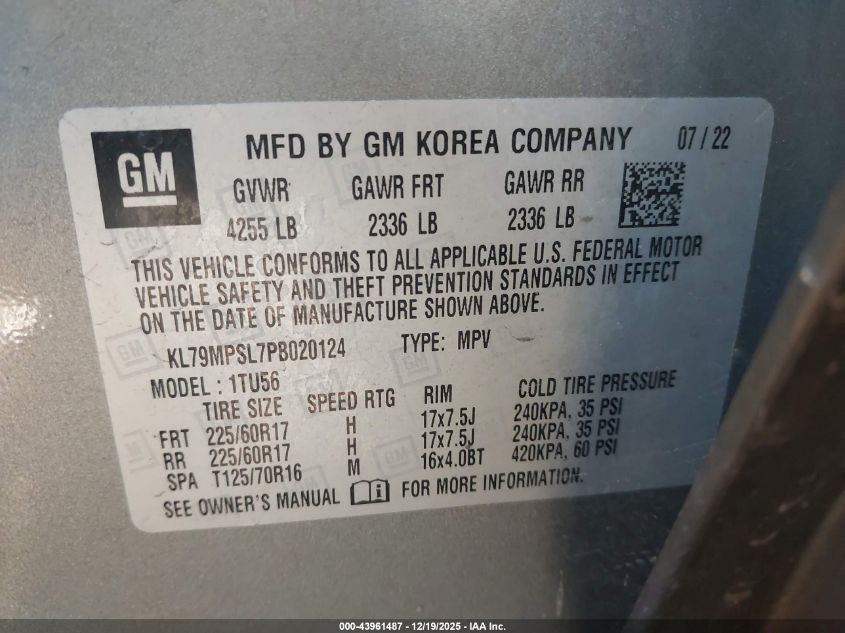 GM
MFD BY GM KOREA COMPANY 07 / 22
GVWR GAWR FRT GAWR RR
4255 LB 2336 LB 2336 LB
THIS VEHICLE CONFORMS TO ALL APPLICABLE U.S. FEDERAL MOTOR
VEHICLE SAFETY AND THEFT PREVENTION STANDARDS IN EFFECT
ON THE DATE OF MANUFACTURE SHOWN ABOVE.
KL79MPSL7PB020124 TYPE: MPV
MODEL : 1TU56
TIRE SIZE SPEED RTG RIM COLD TIRE PRESSURE
FRT 225/60R17 H 17x7.5J 240KPA, 35 PSI
RR 225/60R17 H 17x7.5J 240KPA, 35 PSI
SPA T125/70R16 M 16x4.0BT 420KPA, 60 PSI
SEE OWNER'S MANUAL FOR MORE INFORMATION.
000-43961487 - 12/19/2025 - IAA Inc.